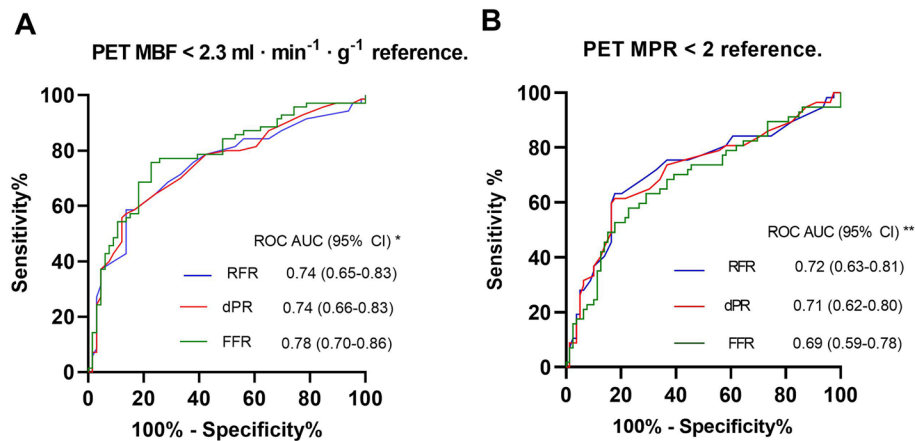 A
PET MBF < 2.3 ml · min⁻¹ · g⁻¹ reference.
100
80
60
40
20
0
Sensitivity%
ROC AUC (95% CI) *
RFR 0.74 (0.65-0.83)
dPR 0.74 (0.66-0.83)
FFR 0.78 (0.70-0.86)
0 20 40 60 80 100
100% - Specificity%
B
PET MPR < 2 reference.
100
80
60
40
20
0
Sensitivity %
ROC AUC (95% CI) **
RFR 0.72 (0.63-0.81)
dPR 0.71 (0.62-0.80)
FFR 0.69 (0.59-0.78)
0 20 40 60 80 100
100% - Specificity%